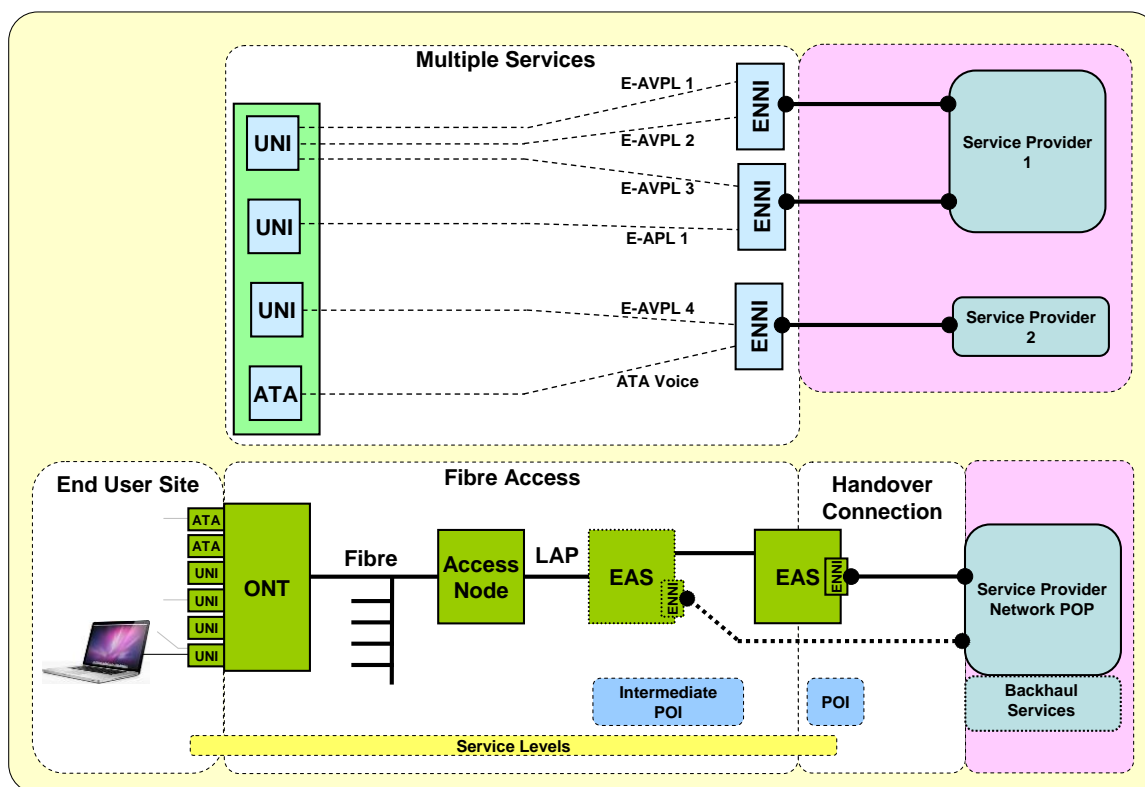 Multiple Services
E-AVPL 1
UNI
E-AVPL 2
ENNI
Service Provider
1
E-AVPL 3
UNI
E-APL 1
ENNI
UNI
E-AVPL 4
ENNI
Service Provider
2
ATA
ATA Voice
End User Site
Fibre Access
Handover
Connection
ATA
ATA
UNI
UNI
UNI
UNI
ONT
Fibre
Access
Node
LAP
EAS
ENNI
EAS
ENNI
Service Provider
Network POP
Intermediate
POI
POI
Backhaul
Services
Service Levels